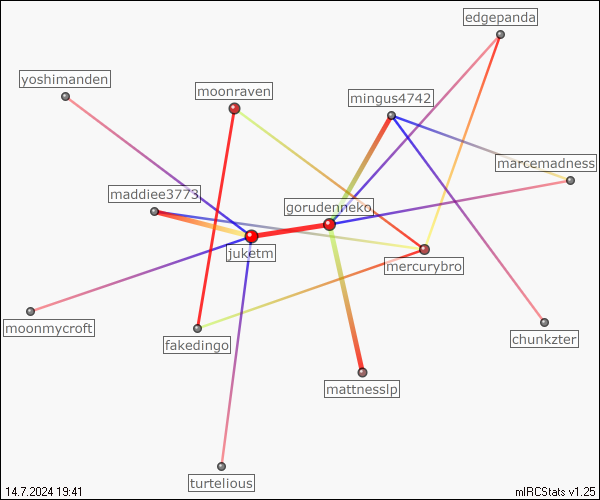 edgepanda
yoshimanden
moonraven
mingus4742
marcemadness
maddiee3773
gorudenneko
juketm
mercurybro
moonmycroft
fakedingo
chunkzter
mattnesslp
turtelious
14.7.2024 19:41
mIRCStats v1.25